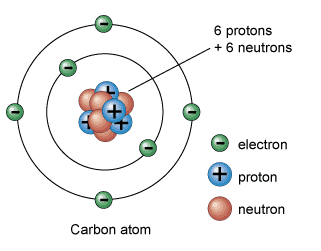 6 protons
+ 6 neutrons
electron
proton
neutron
Carbon atom